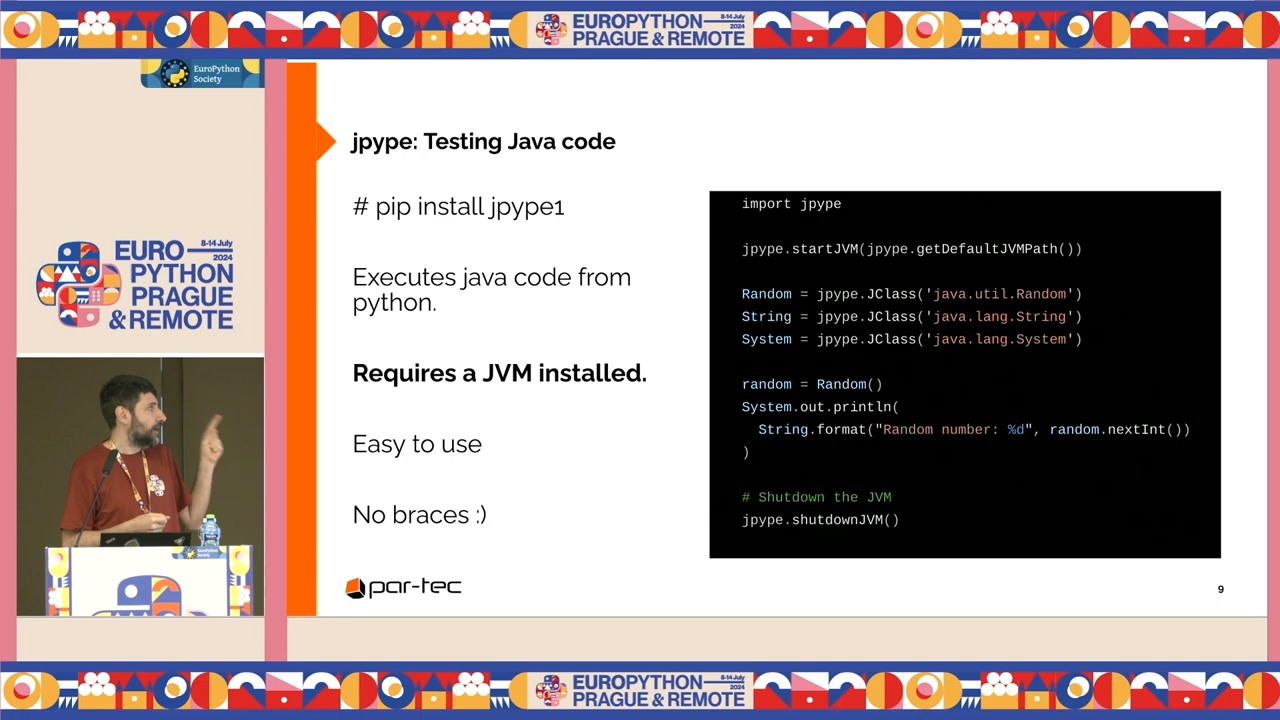 EUROPYTHON
8-14 July
2024
PRAGUE & REMOTE
EuroPython
Society
EURO
8-14 July
2024
PYTHON
PRAGUE
& REMOTE
jpype: Testing Java code
# pip install jpype1
Executes java code from
python.
Requires a JVM installed.
Easy to use
No braces :)
import jpype
jpype.startJVM(jpype.getDefaultJVMPath())
Random = jpype.JClass('java.util.Random')
String = jpype.JClass('java.lang.String')
System = jpype.JClass('java.lang.System')
random = Random()
System.out.println(
String.format("Random number: %d", random.nextInt())
)
# Shutdown the JVM
jpype.shutdownJVM()
par-tec
9
EuroPython
Society
EUROPYTHON
8-14 July
2024
PRAGUE & REMOTE